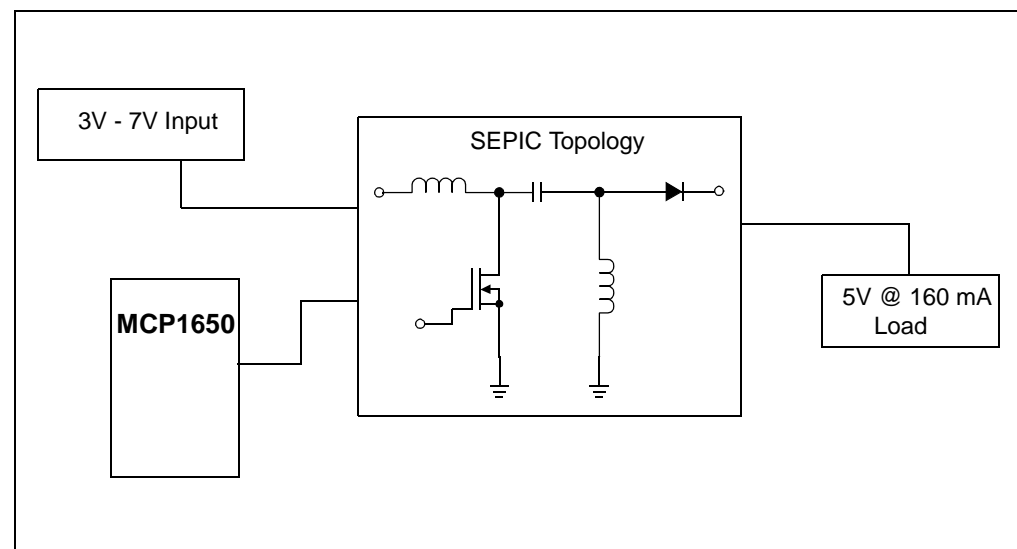 3V - 7V Input
SEPIC Topology
MCP1650
5V @ 160 mA
Load